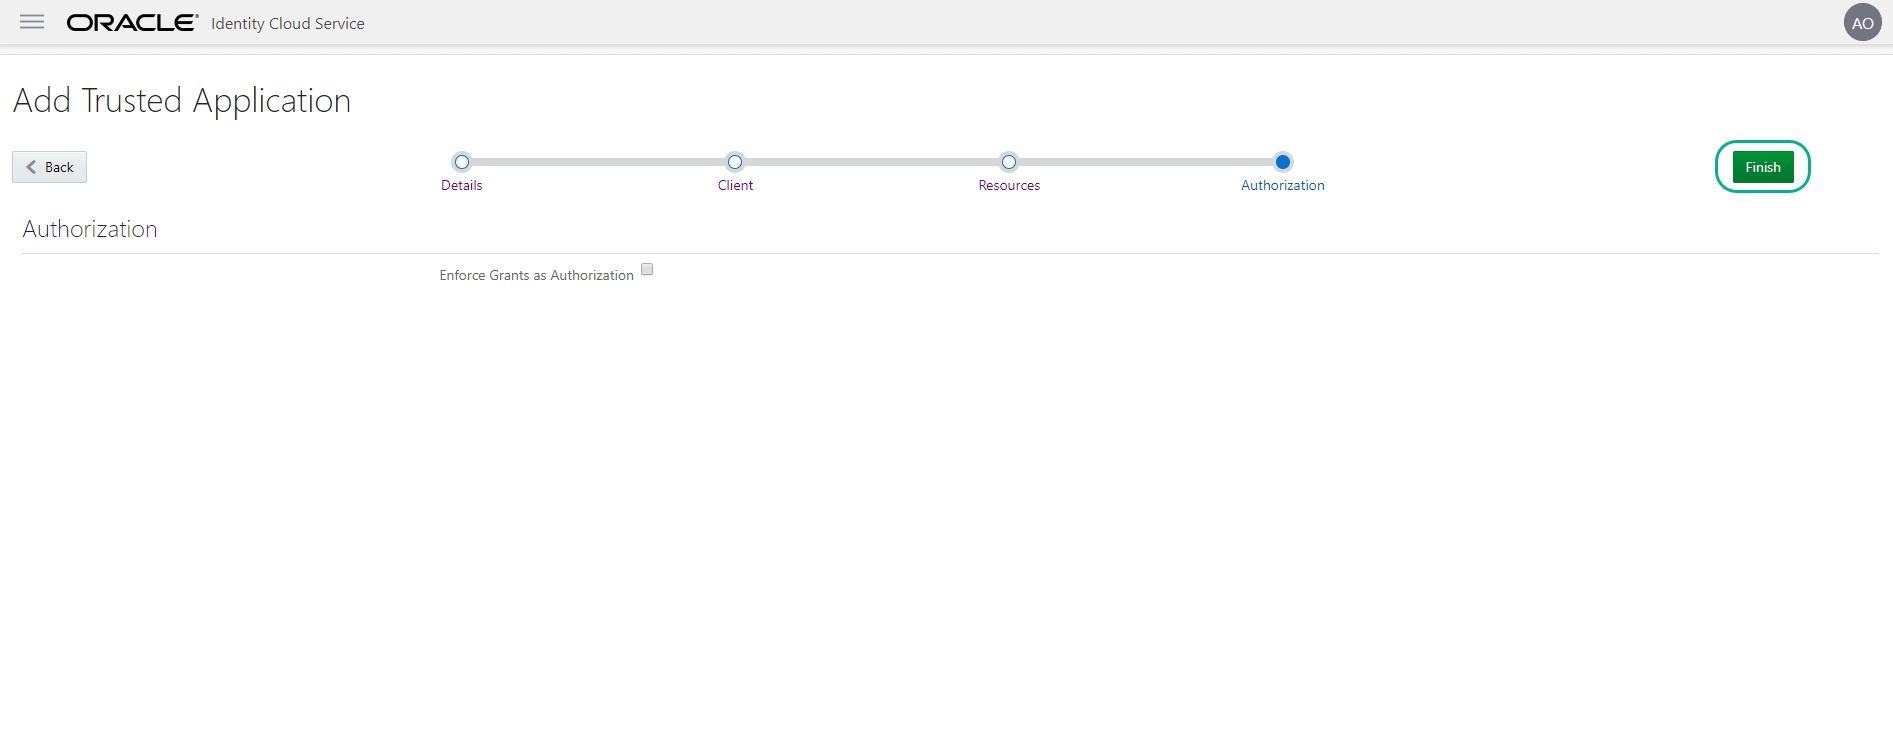 ORACLE® Identity Cloud Service
AO
Add Trusted Application
Back
Details
Client
Resources
Authorization
Finish
Authorization
Enforce Grants as Authorization